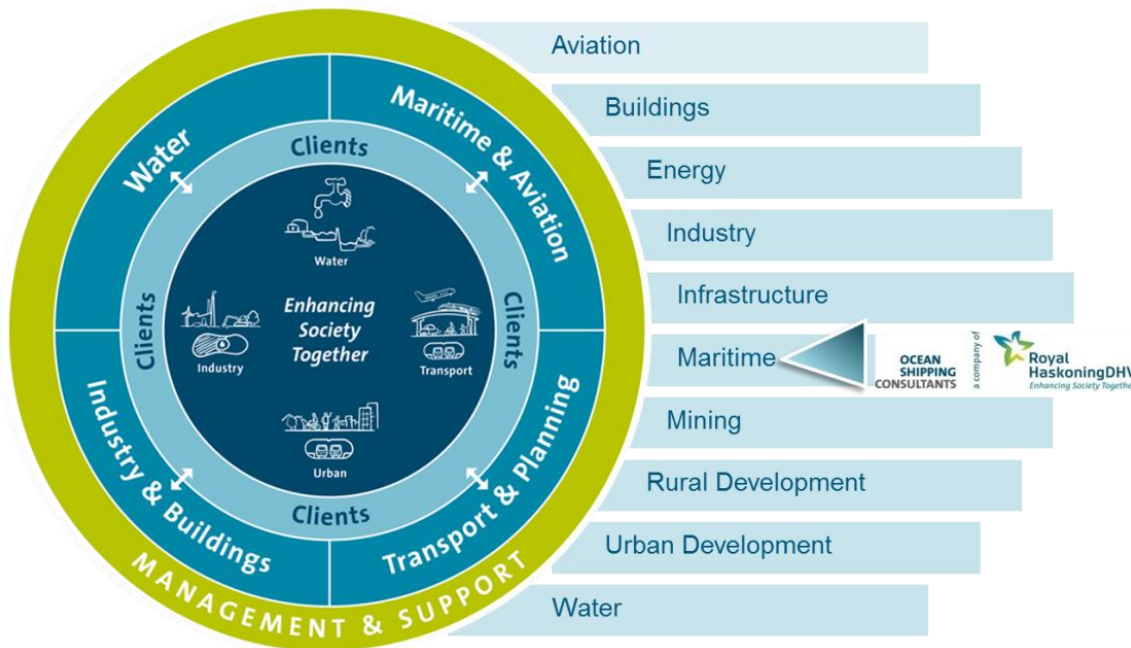 Water
Maritime & Aviation
Industry & Buildings
Transport & Planning
MANAGEMENT & SUPPORT
Clients
Clients
Clients
Clients
Water
Industry
Enhancing
Society
Together
Transport
Urban
Aviation
Buildings
Energy
Industry
Infrastructure
Maritime
OCEAN
SHIPPING
CONSULTANTS
a company of
Royal
HaskoningDHV
Enhancing Society Together
Mining
Rural Development
Urban Development
Water